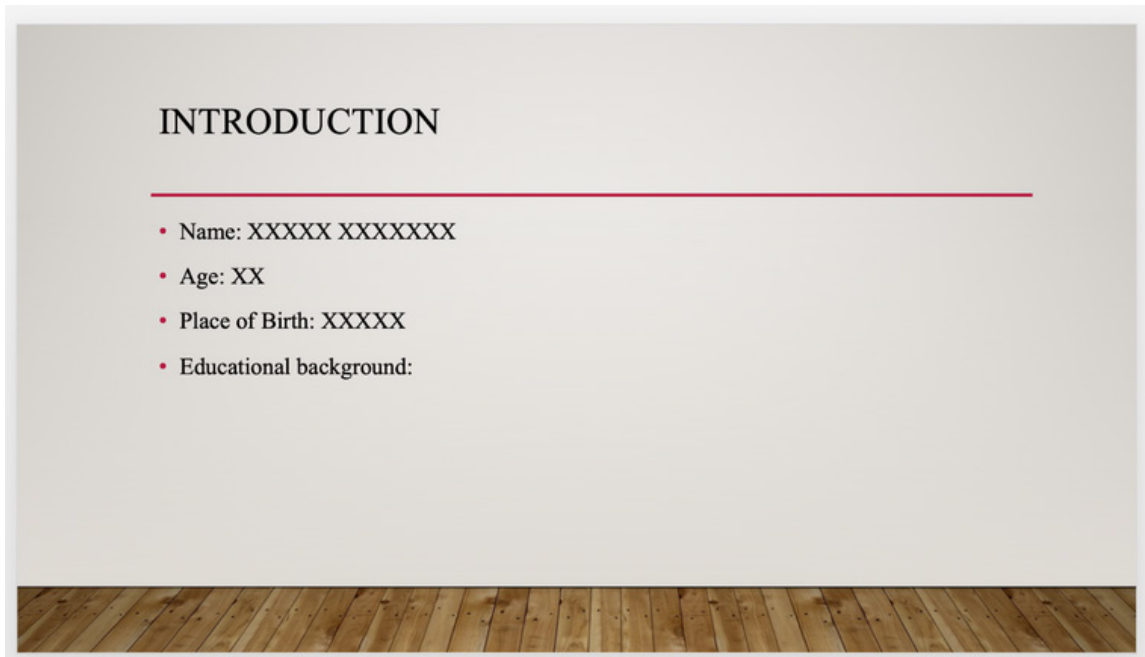 INTRODUCTION
• Name: XXXXX XXXXXXX
• Age: XX
• Place of Birth: XXXXX
• Educational background: